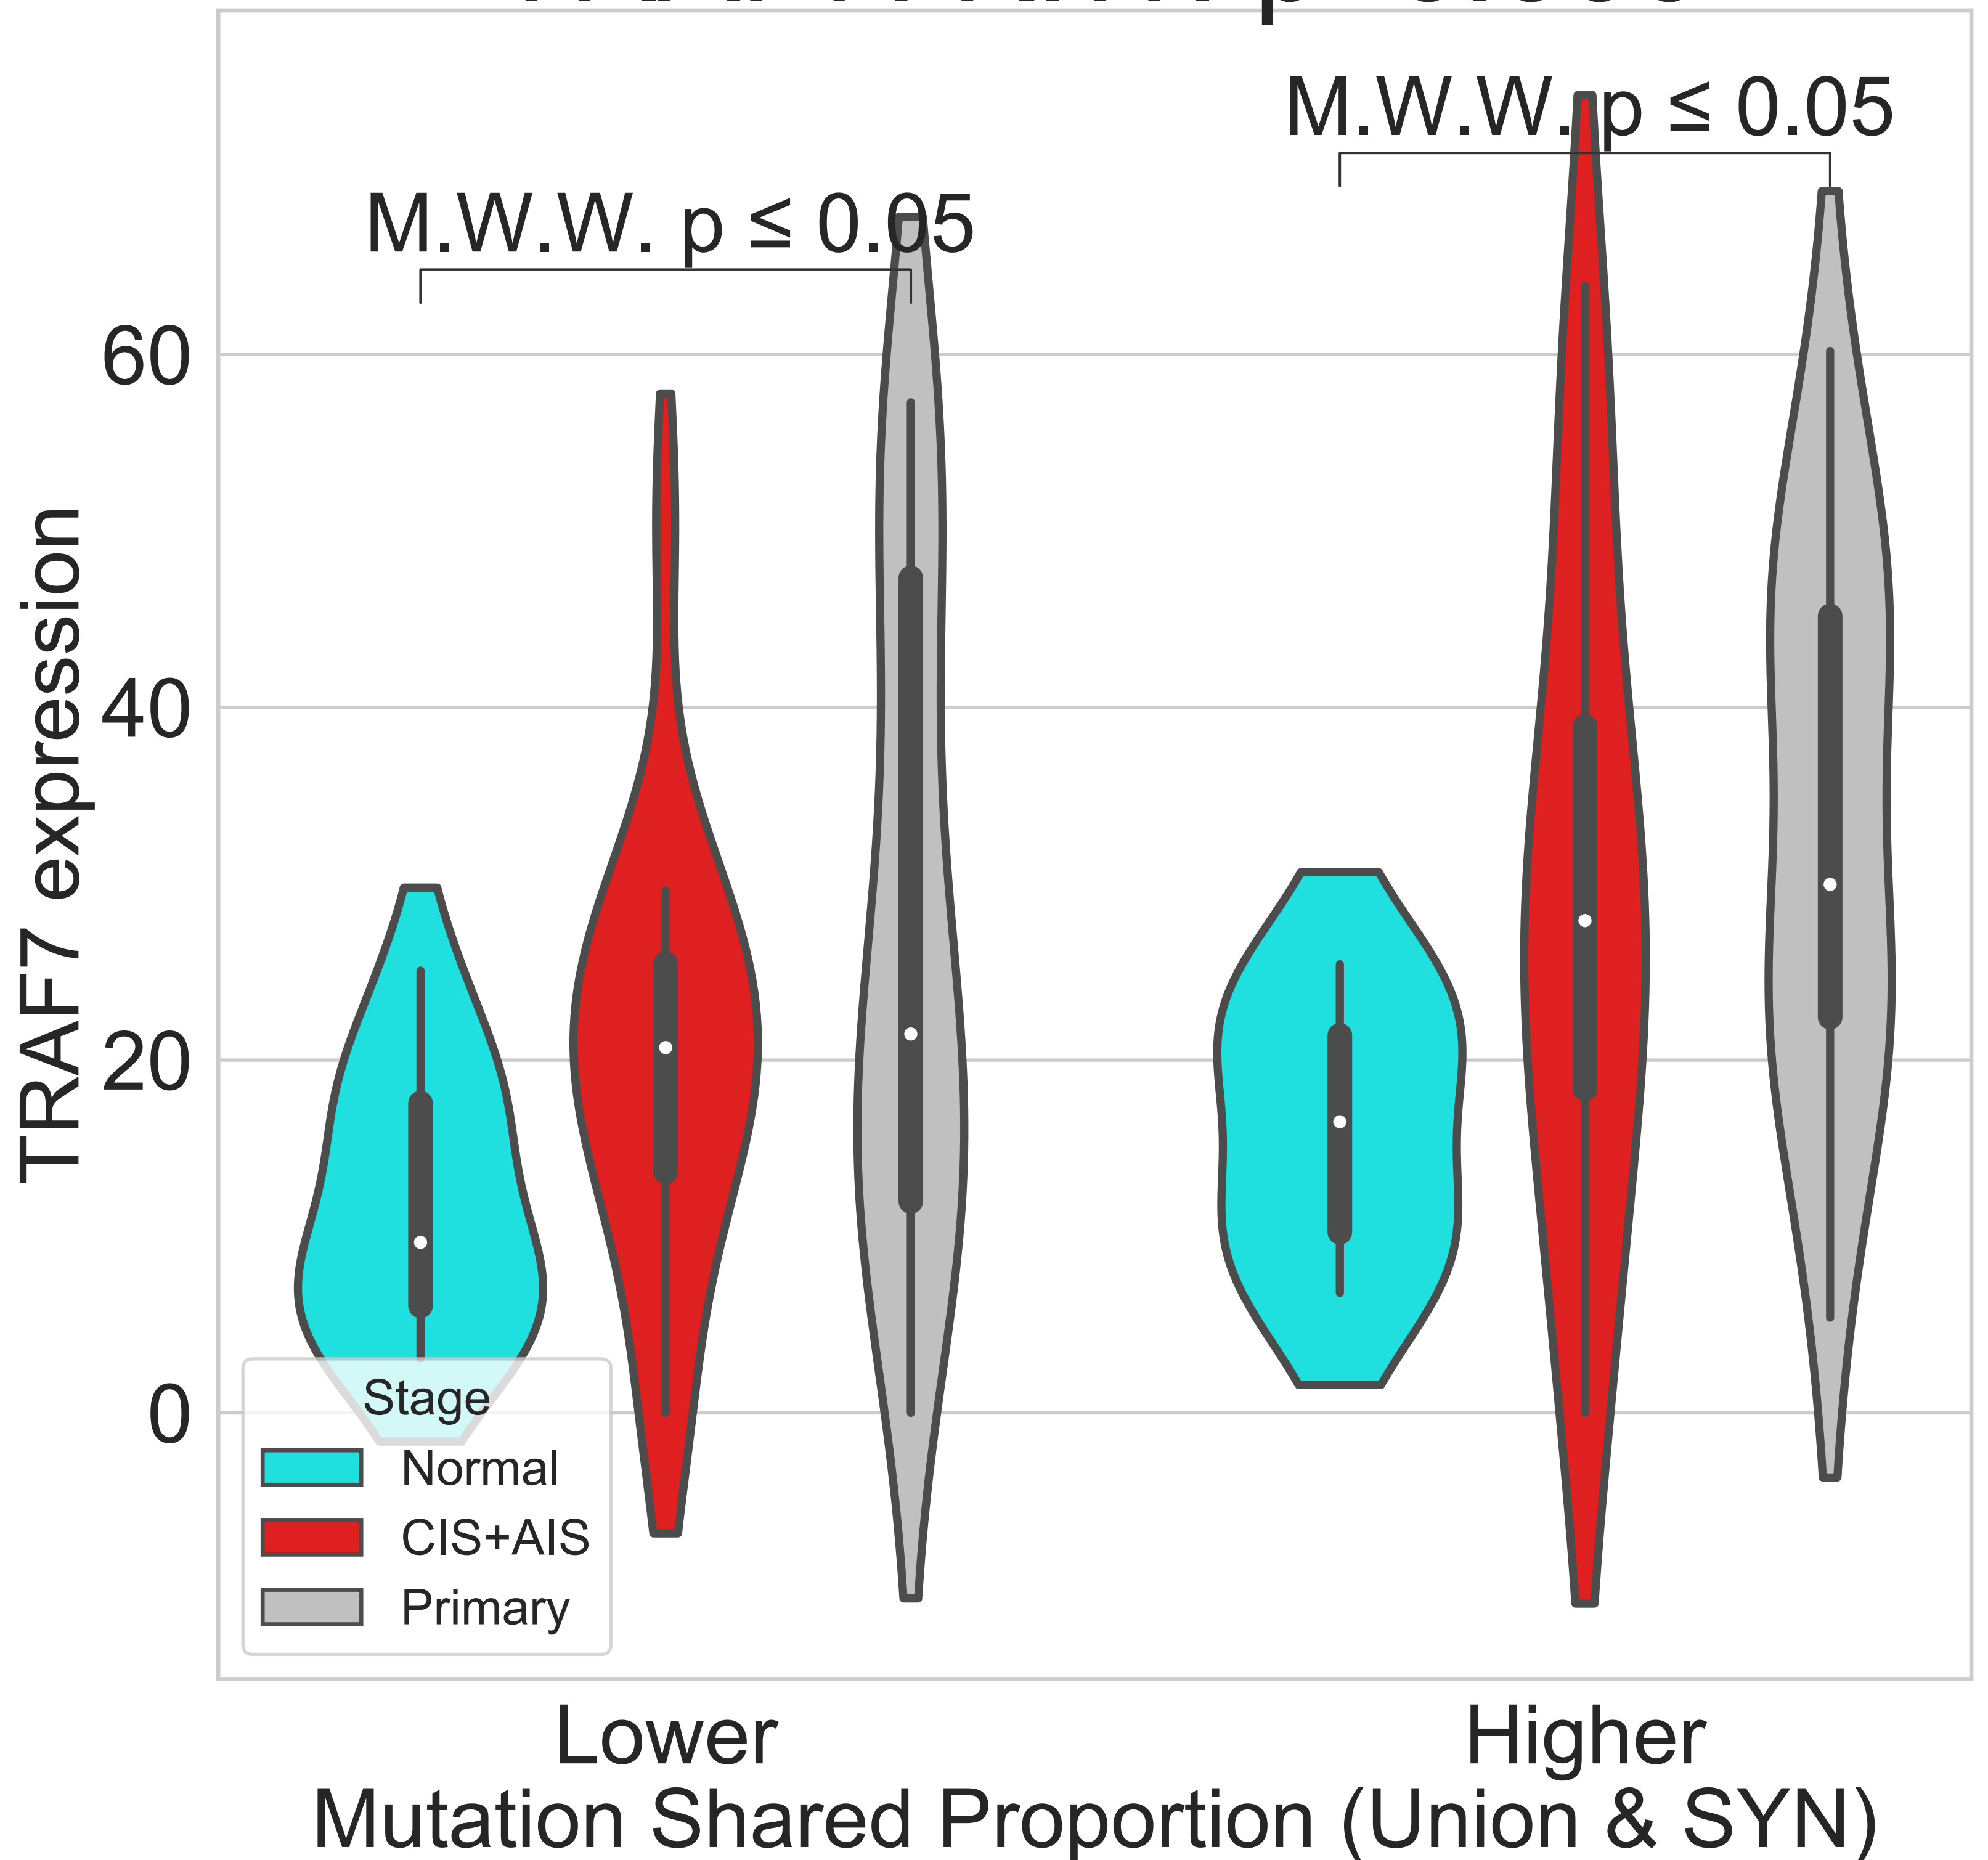 M.W.W. p ≤ 0.05
M.W.W. p ≤ 0.05
60
40
20
0
TRAF7 expression
Stage
Normal
CIS+AIS
Primary
Lower
Higher
Mutation Shared Proportion (Union & SYN)